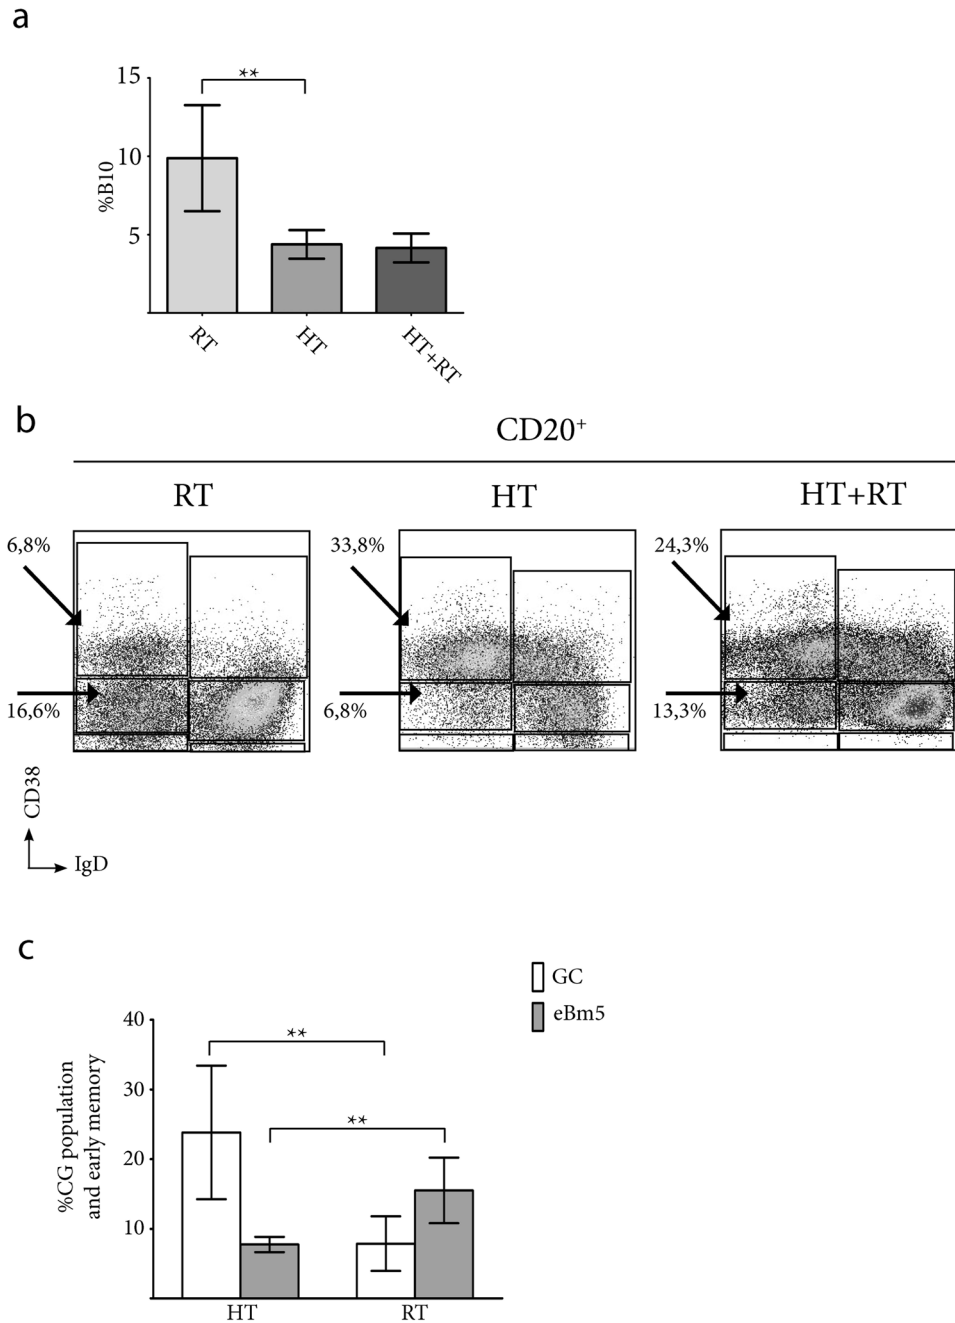 a
15
**
10
%B10
5
RT
HT
HT+RT
b
CD20+
RT
HT
HT+RT
6,8%
33,8%
24,3%
16,6%
6,8%
13,3%
CD38
IgD
c
GC
eBm5
40
**
30
%CG population
and early memory
**
20
10
HT
RT